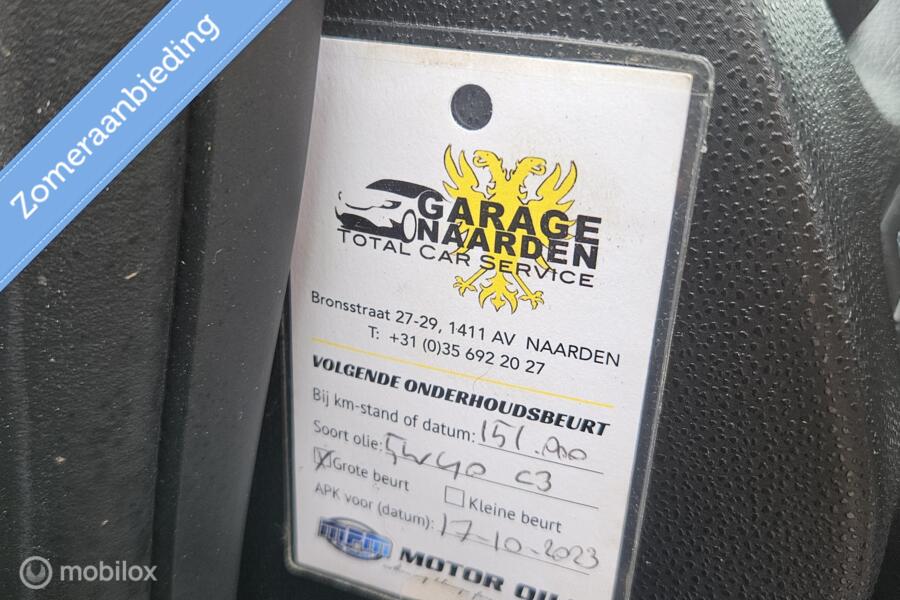 Zomeraanbieding
GARAGE
NAARDEN
TOTAL CAR SERVICE
Bronsstraat 27-29, 1411 AV NAARDEN
T: +31 (0)35 692 20 27
VOLGENDE ONDERHOUDSBEURT
Bij km-stand of datum: 151.000
Soort olie: 5W40 C3
Grote beurt Kleine beurt
APK voor (datum): 17-10-2023
MPM MOTOR
mobilox